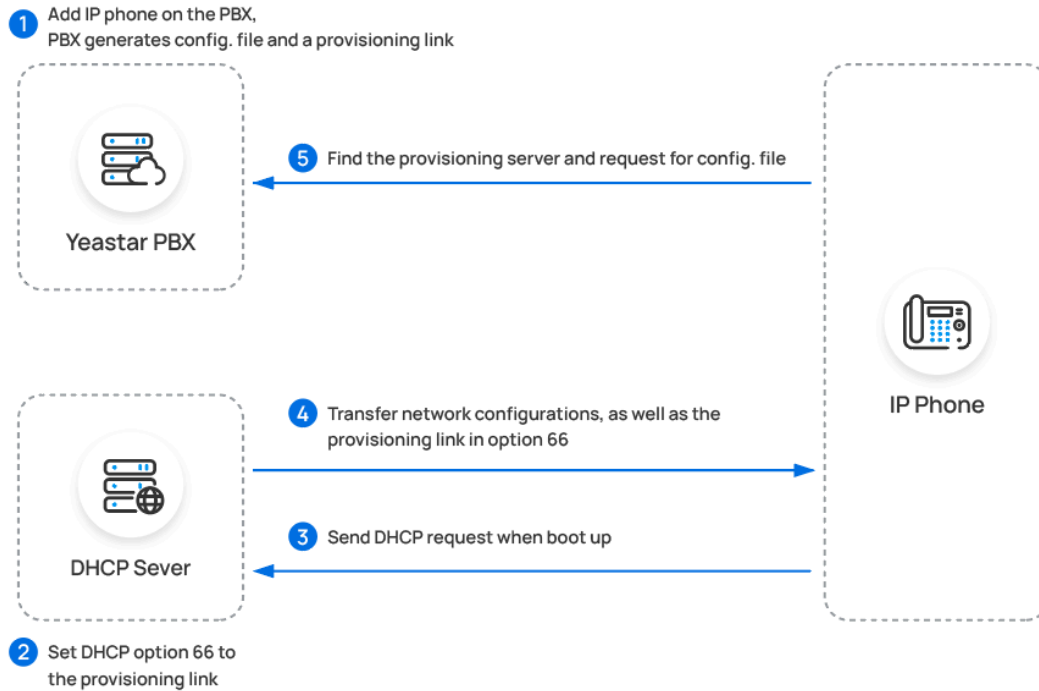 1 Add IP phone on the PBX,
PBX generates config. file and a provisioning link
5 Find the provisioning server and request for config. file
Yeastar PBX
IP Phone
4 Transfer network configurations, as well as the
provisioning link in option 66
3 Send DHCP request when boot up
DHCP Sever
2 Set DHCP option 66 to
the provisioning link